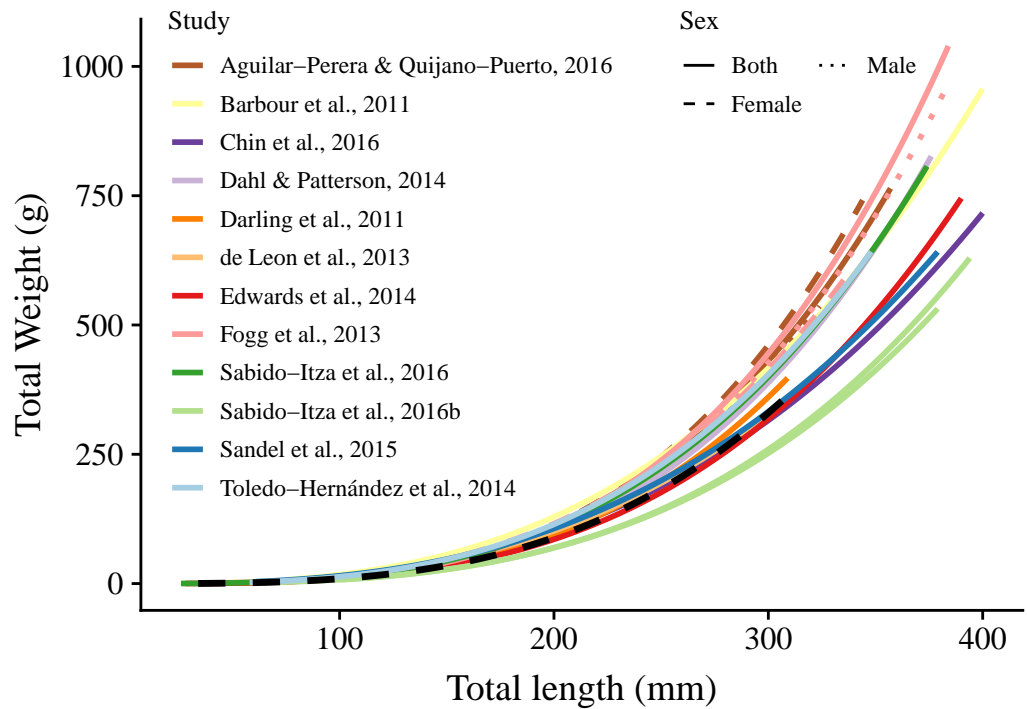 Study
Aguilar−Perera & Quijano−Puerto, 2016
Barbour et al., 2011
Chin et al., 2016
Dahl & Patterson, 2014
Darling et al., 2011
de Leon et al., 2013
Edwards et al., 2014
Fogg et al., 2013
Sabido−Itza et al., 2016
Sabido−Itza et al., 2016b
Sandel et al., 2015
Toledo−Hernández et al., 2014
Sex
Both Male
Female
Total Weight (g)
1000
750
500
250
0
100 200 300 400
Total length (mm)